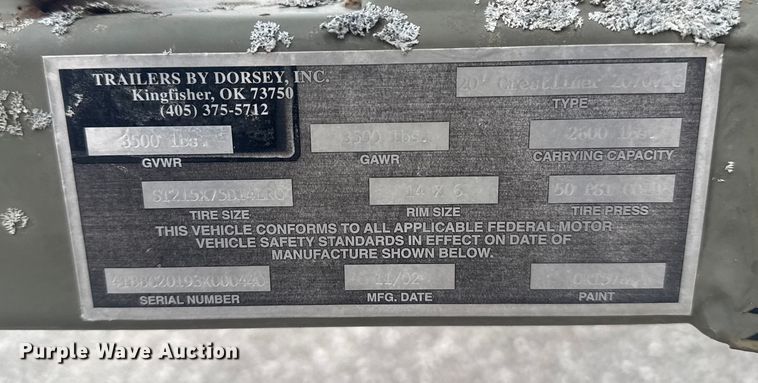 TRAILERS BY DORSEY, INC.
Kingfisher, OK 73750
(405) 375-5712
20'
TYPE
3500 lbs.
GVWR
3500 lbs.
GAWR
2600 lbs.
CARRYING CAPACITY
TIRE SIZE
14 X 6
RIM SIZE
50 PSI
TIRE PRESS
THIS VEHICLE CONFORMS TO ALL APPLICABLE FEDERAL MOTOR
VEHICLE SAFETY STANDARDS IN EFFECT ON DATE OF
MANUFACTURE SHOWN BELOW.
SERIAL NUMBER
11/02
MFG. DATE
PAINT
Purple Wave Auction